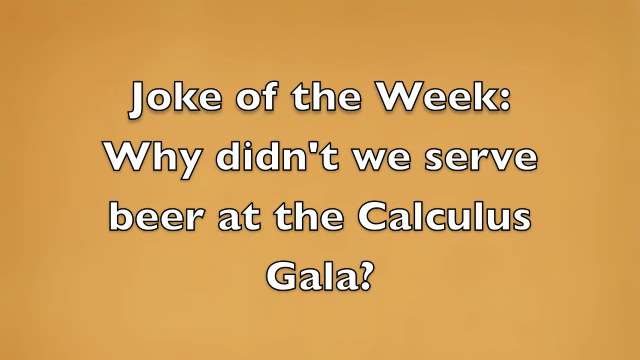 Joke of the Week:
Why didn't we serve
beer at the Calculus
Gala?